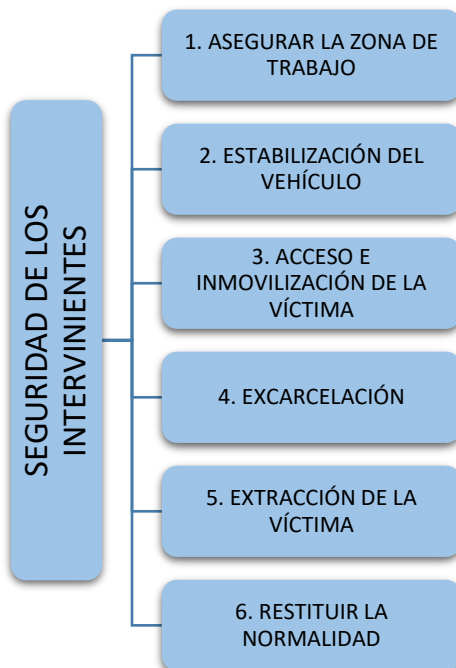 SEGURIDAD DE LOS
INTERVINIENTES
1. ASEGURAR LA ZONA DE
TRABAJO
2. ESTABILIZACIÓN DEL
VEHÍCULO
3. ACCESO E
INMOVILIZACIÓN DE LA
VÍCTIMA
4. EXCARCELACIÓN
5. EXTRACCIÓN DE LA
VÍCTIMA
6. RESTITUIR LA
NORMALIDAD